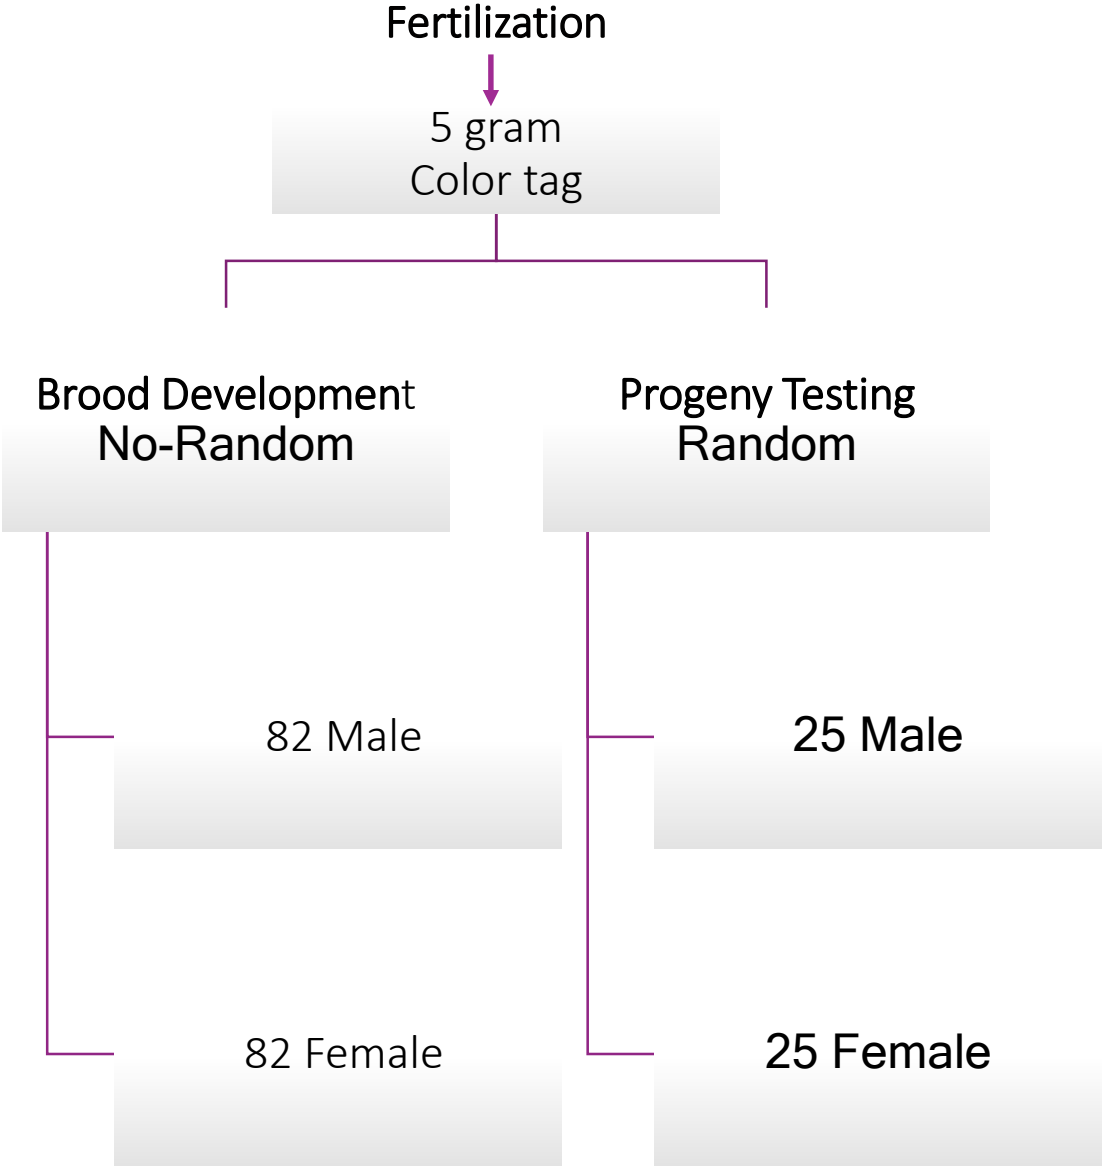 Fertilization
5 gram
Color tag
Brood Development
No-Random
Progeny Testing
Random
82 Male
25 Male
82 Female
25 Female